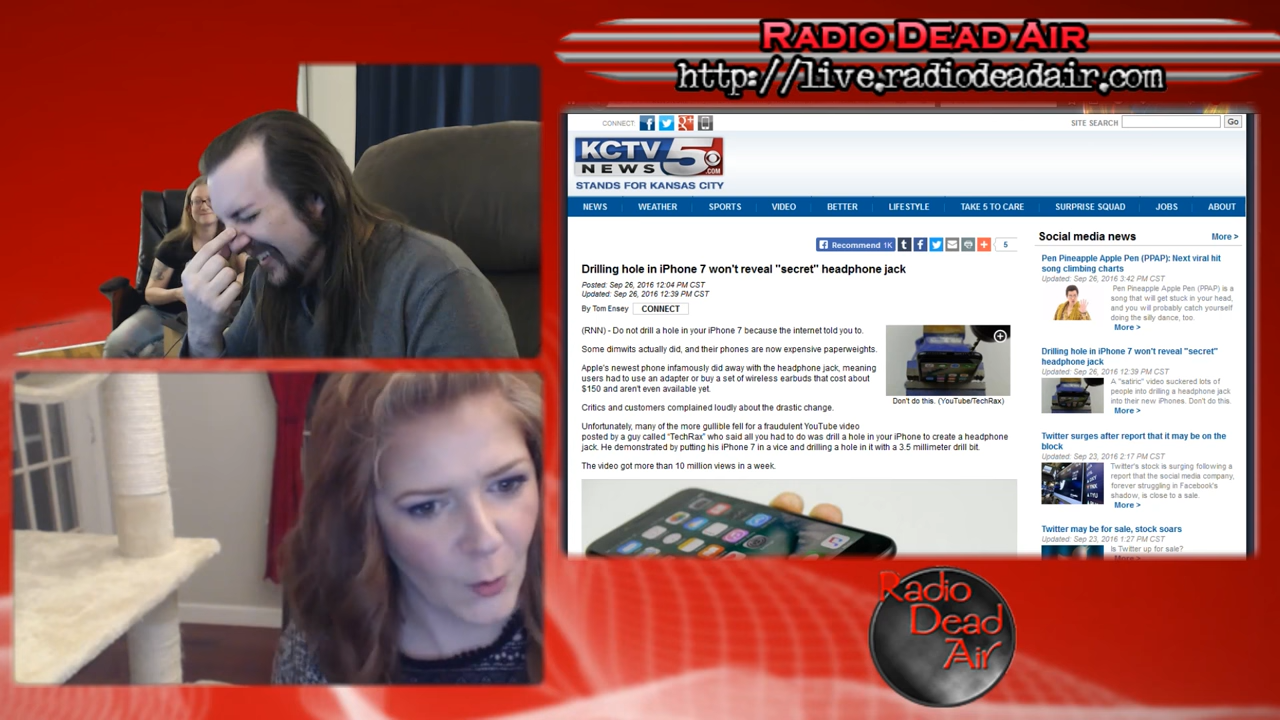 Radio Dead Air
http://live.radiodeadair.com
CONNECT:
SITE SEARCH
Go
KCTV 5
NEWS .COM
STANDS FOR KANSAS CITY
NEWS WEATHER SPORTS VIDEO BETTER LIFESTYLE TAKE 5 TO CARE SURPRISE SQUAD JOBS ABOUT
Recommend 1K
5
Drilling hole in iPhone 7 won't reveal "secret" headphone jack
Posted: Sep 26, 2016 12:04 PM CST
Updated: Sep 26, 2016 12:39 PM CST
By Tom Ensey CONNECT
(RNN) - Do not drill a hole in your iPhone 7 because the internet told you to.
Some dimwits actually did, and their phones are now expensive paperweights.
Apple's newest phone infamously did away with the headphone jack, meaning
users had to use an adapter or buy a set of wireless earbuds that cost about
$150 and aren't even available yet.
Critics and customers complained loudly about the drastic change.
Don't do this. (YouTube/TechRax)
Unfortunately, many of the more gullible fell for a fraudulent YouTube video
posted by a guy called "TechRax" who said all you had to do was drill a hole in your iPhone to create a headphone
jack. He demonstrated by putting his iPhone 7 in a vice and drilling a hole in it with a 3.5 millimeter drill bit.
The video got more than 10 million views in a week.
Social media news More >
Pen Pineapple Apple Pen (PPAP): Next viral hit
song climbing charts
Updated: Sep 26, 2016 3:42 PM CST
Pen Pineapple Apple Pen (PPAP) is a
song that will get stuck in your head,
and you will probably catch yourself
doing the silly dance, too.
More >
Drilling hole in iPhone 7 won't reveal "secret"
headphone jack
Updated: Sep 26, 2016 12:39 PM CST
A "satiric" video suckered lots of
people into drilling a headphone jack
into their new iPhones. Don't do this.
More >
Twitter surges after report that it may be on the
block
Updated: Sep 23, 2016 2:17 PM CST
Twitter's stock is surging following a
report that the social media company,
forever struggling in Facebook's
shadow, is close to a sale.
More >
Twitter may be for sale, stock soars
Updated: Sep 23, 2016 1:27 PM CST
Is Twitter up for sale?
More >
Radio
Dead
Air